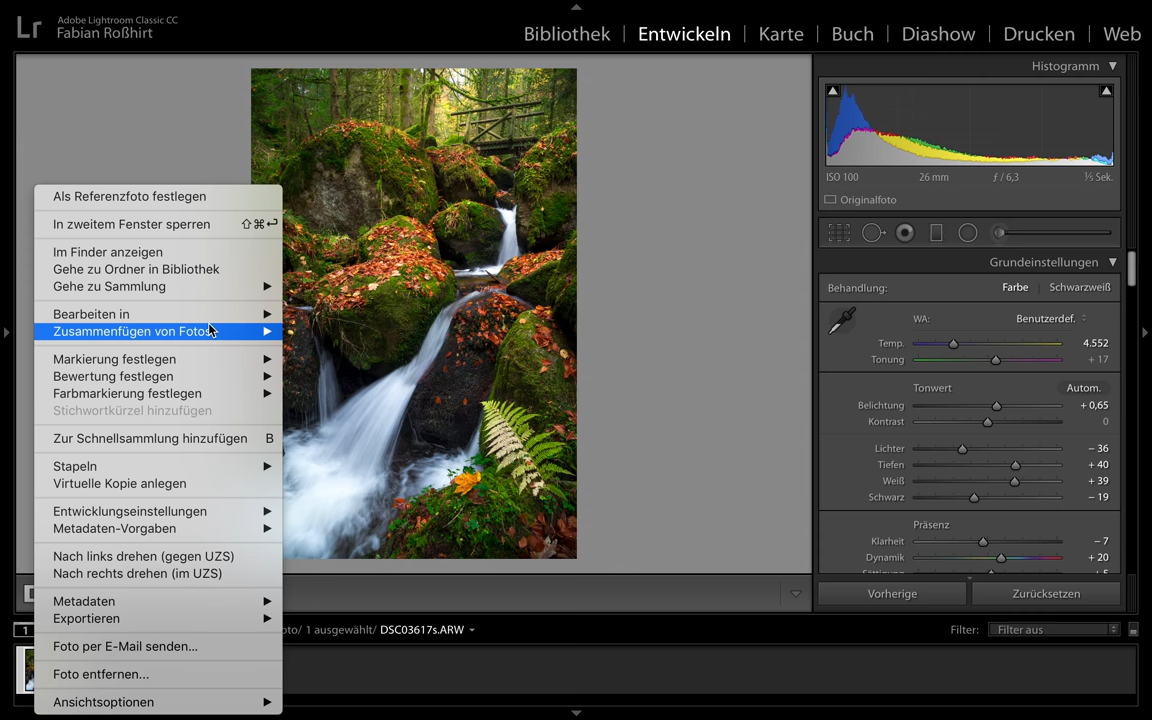 Lr
Adobe Lightroom Classic CC
Fabian Roßhirt
Bibliothek | Entwickeln | Karte | Buch | Diashow | Drucken | Web
Histogramm
ISO 100 26 mm ƒ / 6,3 ⅓ Sek.
Originalfoto
Grundeinstellungen
Behandlung: Farbe Schwarzweiß
WA: Benutzerdef.
Temp. 4.552
Tonung + 17
Tonwert Autom.
Belichtung + 0,65
Kontrast 0
Lichter − 36
Tiefen + 40
Weiß + 39
Schwarz − 19
Präsenz
Klarheit − 7
Dynamik + 20
Vorherige Zurücksetzen
Als Referenzfoto festlegen
In zweitem Fenster sperren ⇧⌘↩
Im Finder anzeigen
Gehe zu Ordner in Bibliothek
Gehe zu Sammlung
Bearbeiten in
Zusammenfügen von Fotos
Markierung festlegen
Bewertung festlegen
Farbmarkierung festlegen
Stichwortkürzel hinzufügen
Zur Schnellsammlung hinzufügen B
Stapeln
Virtuelle Kopie anlegen
Entwicklungseinstellungen
Metadaten-Vorgaben
Nach links drehen (gegen UZS)
Nach rechts drehen (im UZS)
Metadaten
Exportieren
Foto per E-Mail senden...
Foto entfernen...
Ansichtsoptionen
1
oto/ 1 ausgewählt/ DSC03617s.ARW
Filter: Filter aus